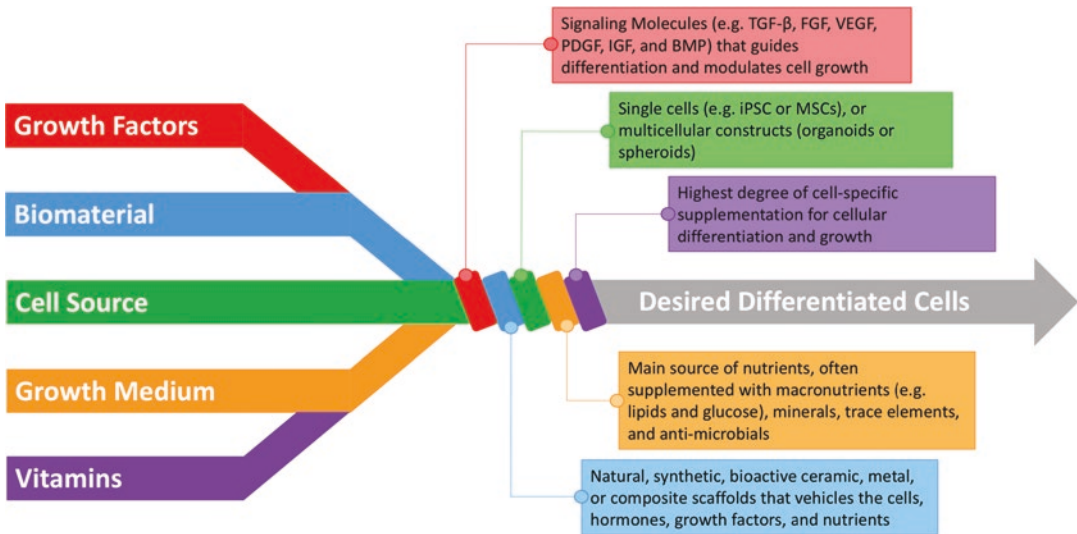 Signaling Molecules (e.g. TGF-β, FGF, VEGF,
PDGF, IGF, and BMP) that guides
differentiation and modulates cell growth
Growth Factors
Single cells (e.g. iPSC or MSCs), or
multicellular constructs (organoids or
spheroids)
Biomaterial
Highest degree of cell-specific
supplementation for cellular
differentiation and growth
Cell Source
Desired Differentiated Cells
Growth Medium
Main source of nutrients, often
supplemented with macronutrients (e.g.
lipids and glucose), minerals, trace elements,
and anti-microbials
Vitamins
Natural, synthetic, bioactive ceramic, metal,
or composite scaffolds that vehicles the cells,
hormones, growth factors, and nutrients